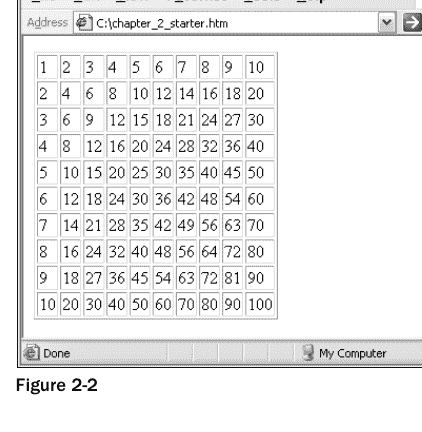 Address C:\chapter_2_starter.htm
1 2 3 4 5 6 7 8 9 10
2 4 6 8 10 12 14 16 18 20
3 6 9 12 15 18 21 24 27 30
4 8 12 16 20 24 28 32 36 40
5 10 15 20 25 30 35 40 45 50
6 12 18 24 30 36 42 48 54 60
7 14 21 28 35 42 49 56 63 70
8 16 24 32 40 48 56 64 72 80
9 18 27 36 45 54 63 72 81 90
10 20 30 40 50 60 70 80 90 100
Done My Computer
Figure 2-2